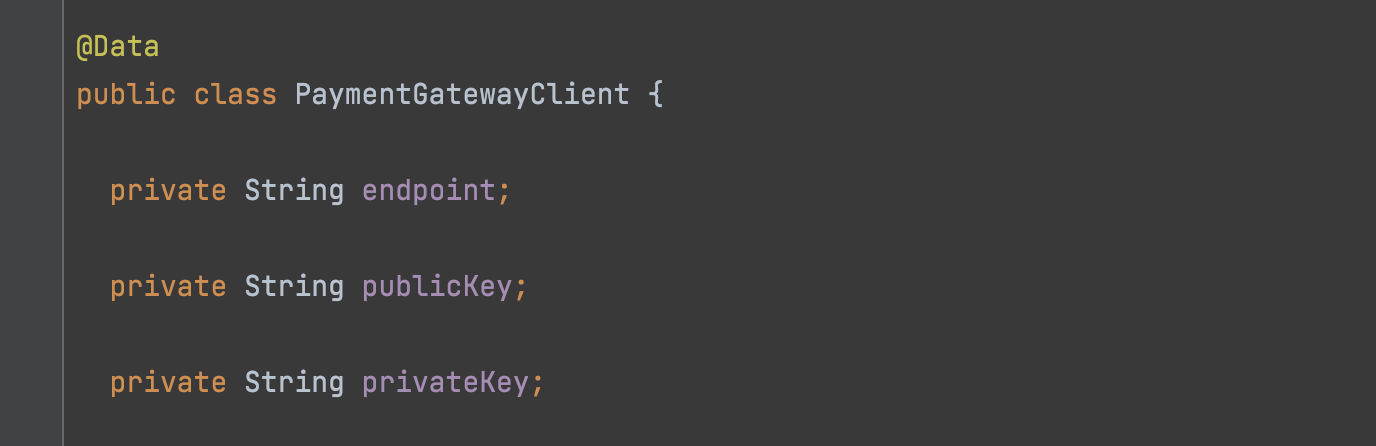 @Data
public class PaymentGatewayClient {
private String endpoint;
private String publicKey;
private String privateKey;